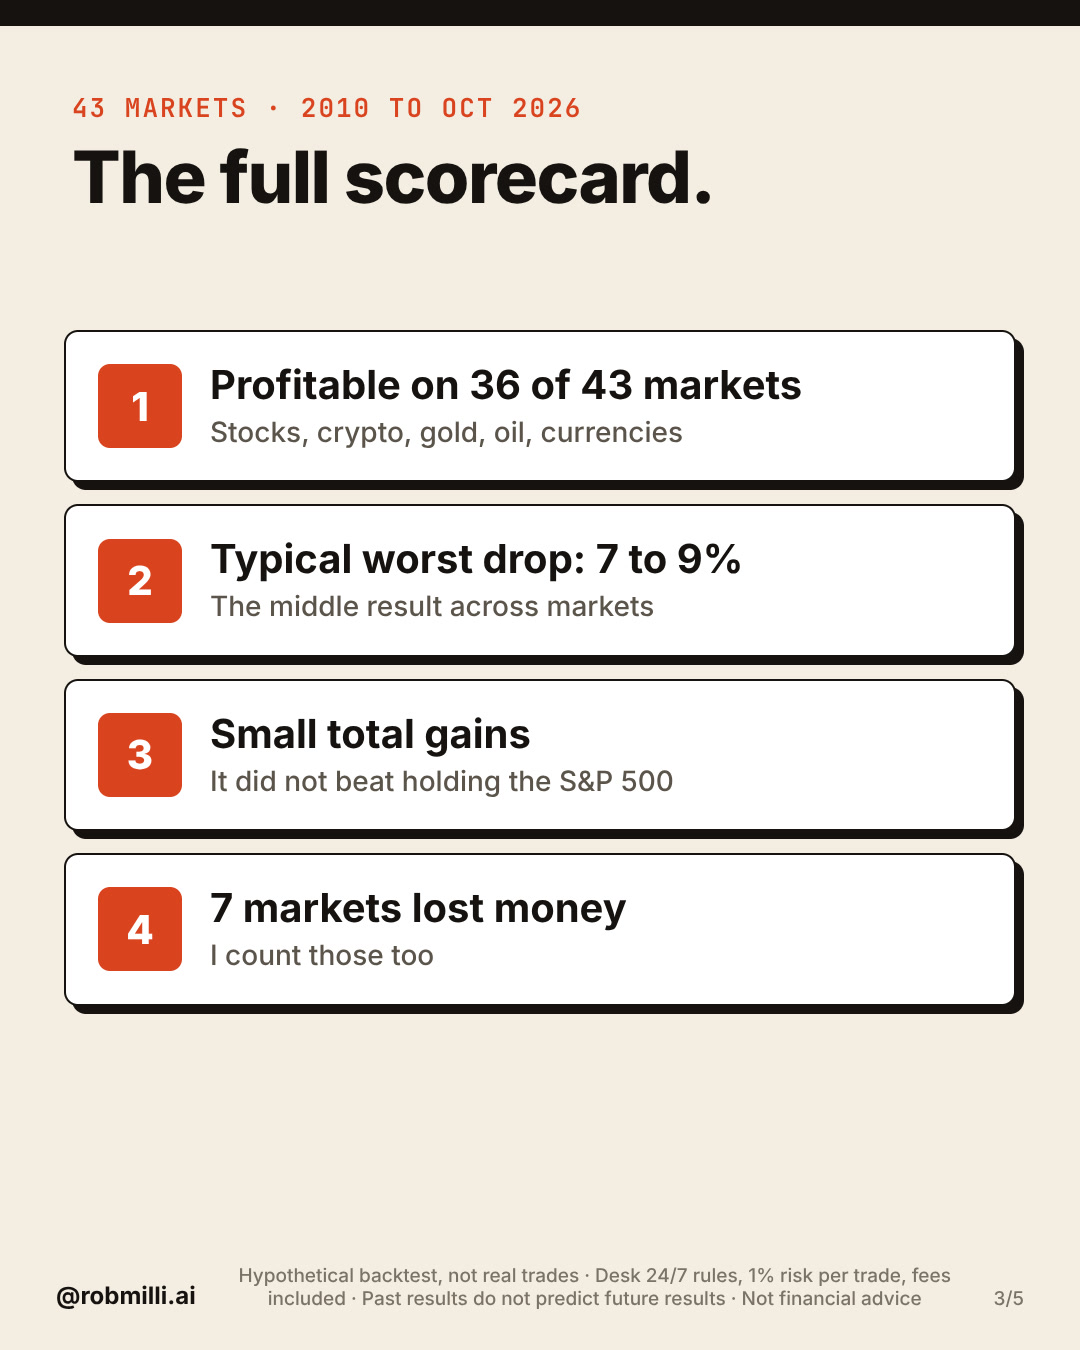 43 MARKETS · 2010 TO OCT 2026
The full scorecard.
1
Profitable on 36 of 43 markets
Stocks, crypto, gold, oil, currencies
2
Typical worst drop: 7 to 9%
The middle result across markets
3
Small total gains
It did not beat holding the S&P 500
4
7 markets lost money
I count those too
@robmilli.ai
Hypothetical backtest, not real trades · Desk 24/7 rules, 1% risk per trade, fees
included · Past results do not predict future results · Not financial advice
3/5